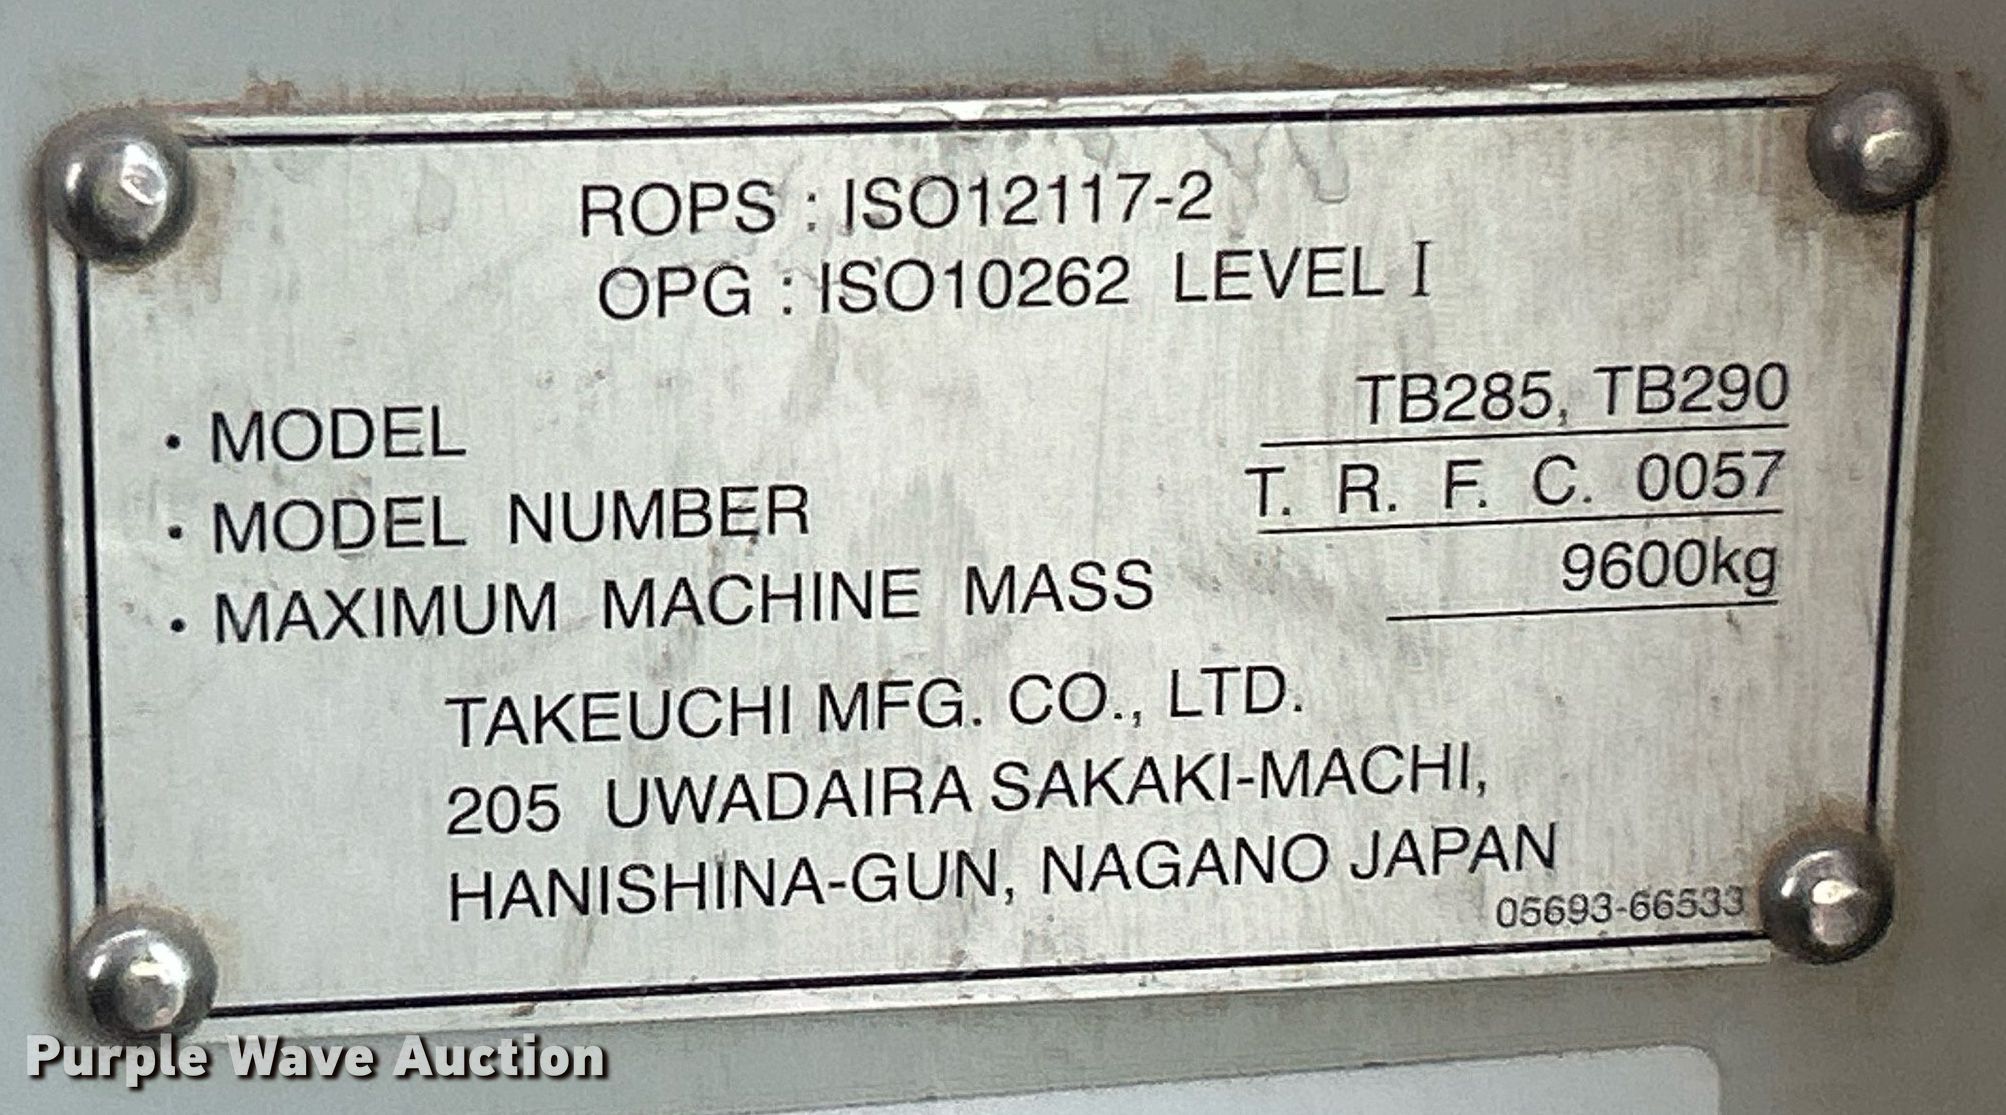 ROPS : ISO12117-2
OPG : ISO10262 LEVEL I
· MODEL TB285, TB290
· MODEL NUMBER T. R. F. C. 0057
· MAXIMUM MACHINE MASS 9600kg
TAKEUCHI MFG. CO., LTD.
205 UWADAIRA SAKAKI-MACHI,
HANISHINA-GUN, NAGANO JAPAN
05693-66533
Purple Wave Auction